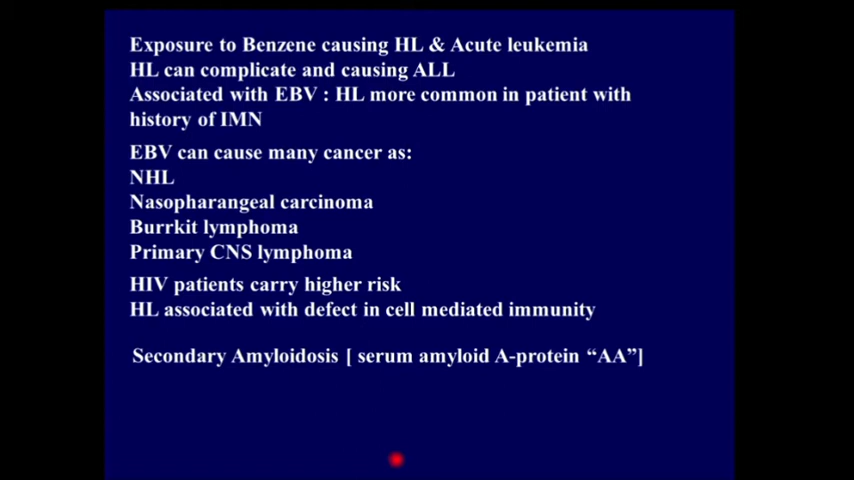 Exposure to Benzene causing HL & Acute leukemia
HL can complicate and causing ALL
Associated with EBV : HL more common in patient with
history of IMN
EBV can cause many cancer as:
NHL
Nasopharangeal carcinoma
Burrkit lymphoma
Primary CNS lymphoma
HIV patients carry higher risk
HL associated with defect in cell mediated immunity
Secondary Amyloidosis [ serum amyloid A-protein “AA”]